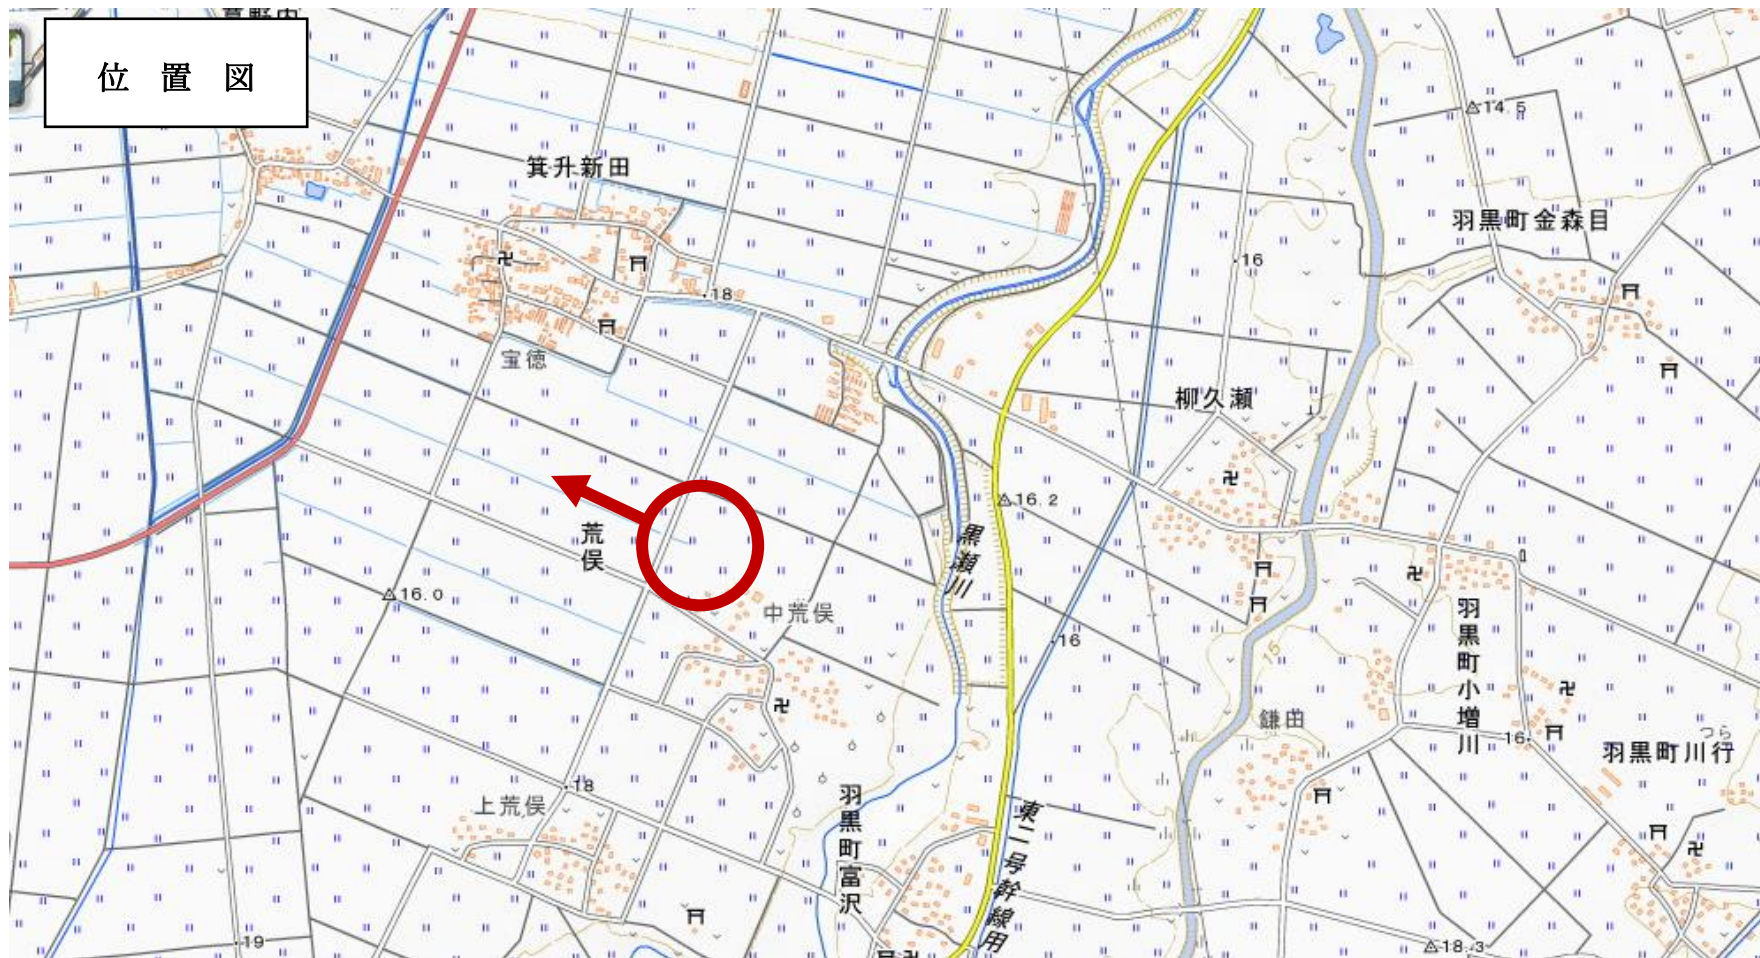 位置図
14.5
箕升新田
羽黒町金森目
16
18
宝徳
柳久瀬
16.2
荒俣
黒瀬川
16.0
中荒俣
羽黒町小増川
16
15
鎌田
つら
16
羽黒町川行
18
上荒俣
羽黒町富沢
東二号幹線用
19
18.3